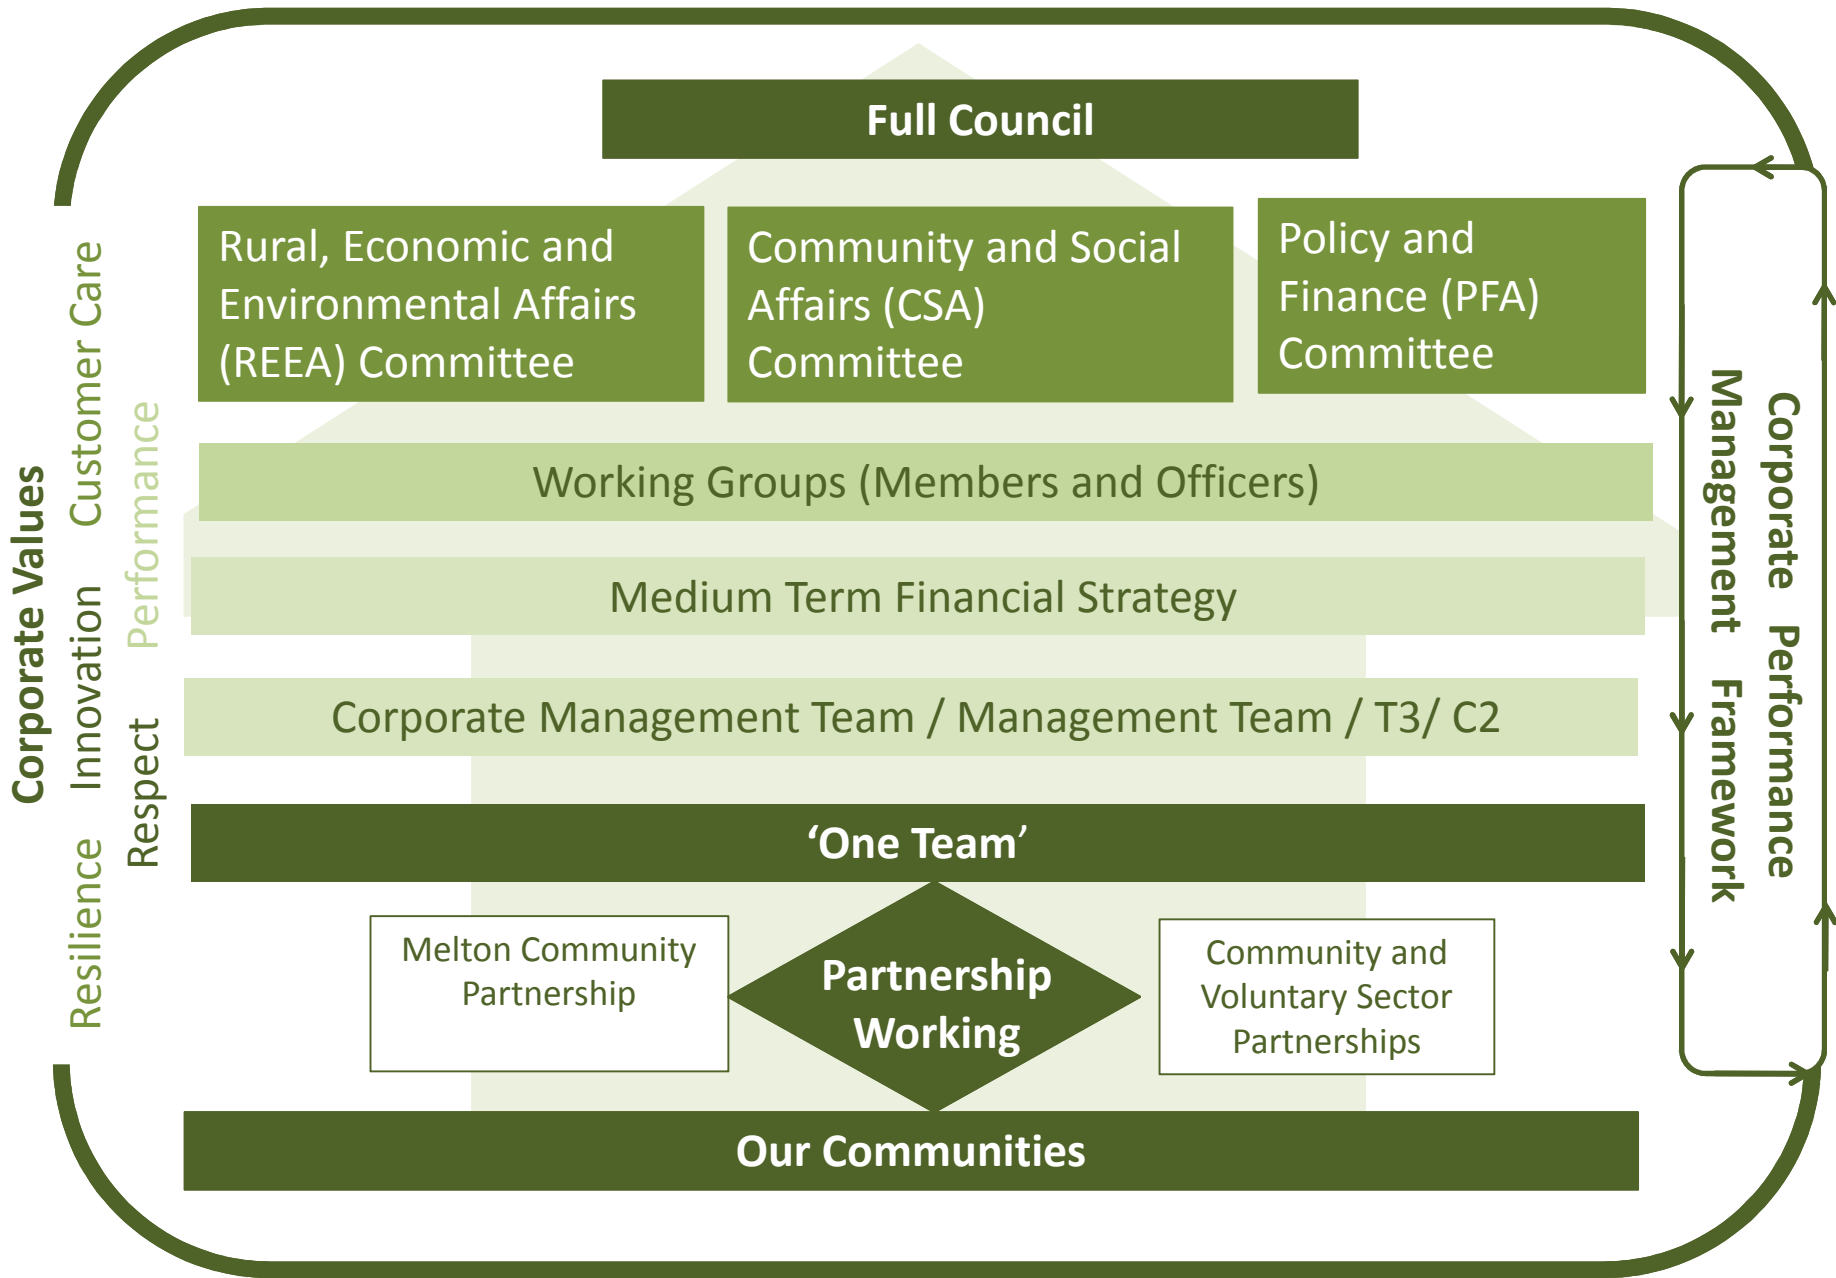 Full Council
Rural, Economic and
Environmental Affairs
(REEA) Committee
Community and Social
Affairs (CSA)
Committee
Policy and
Finance (PFA)
Committee
Working Groups (Members and Officers)
Medium Term Financial Strategy
Corporate Management Team / Management Team / T3/ C2
‘One Team’
Melton Community
Partnership
Partnership
Working
Community and
Voluntary Sector
Partnerships
Our Communities
Corporate Values
Resilience Innovation Customer Care
Respect Performance
Corporate Performance
Management Framework